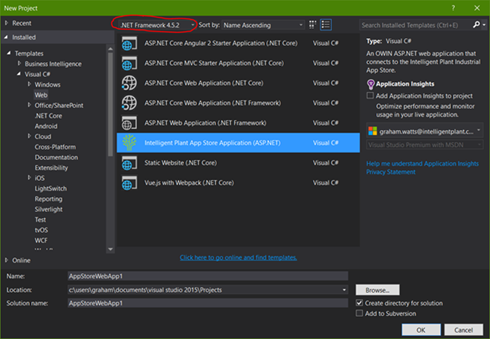 New Project
Recent
.NET Framework 4.5.2
Sort by: Name Ascending
Search Installed Templates (Ctrl+E)
Installed
Templates
Business Intelligence
Visual C#
Windows
Web
Office/SharePoint
.NET Core
Android
Cloud
Cross-Platform
Documentation
Extensibility
iOS
LightSwitch
Reporting
Silverlight
Test
tvOS
WCF
Online
ASP.NET Core Angular 2 Starter Application (.NET Core) Visual C#
ASP.NET Core MVC Starter Application (.NET Core) Visual C#
ASP.NET Core Web Application (.NET Core) Visual C#
ASP.NET Core Web Application (.NET Framework) Visual C#
ASP.NET Web Application (.NET Framework) Visual C#
Intelligent Plant App Store Application (ASP.NET) Visual C#
Static Website (.NET Core) Visual C#
Vue.js with Webpack (.NET Core) Visual C#
Click here to go online and find templates.
Type: Visual C#
An OWIN ASP.NET web application that
connects to the Intelligent Plant Industrial
App Store.
Application Insights
Add Application Insights to project
Optimize performance and monitor
usage in your live application.
graham.watts@intelligentplant.c...
Visual Studio Premium with MSDN
Help me understand Application Insights
Privacy Statement
Name: AppStoreWebApp1
Location: c:\users\graham\documents\visual studio 2015\Projects
Browse...
Solution name: AppStoreWebApp1
Create directory for solution
Add to Subversion
OK
Cancel